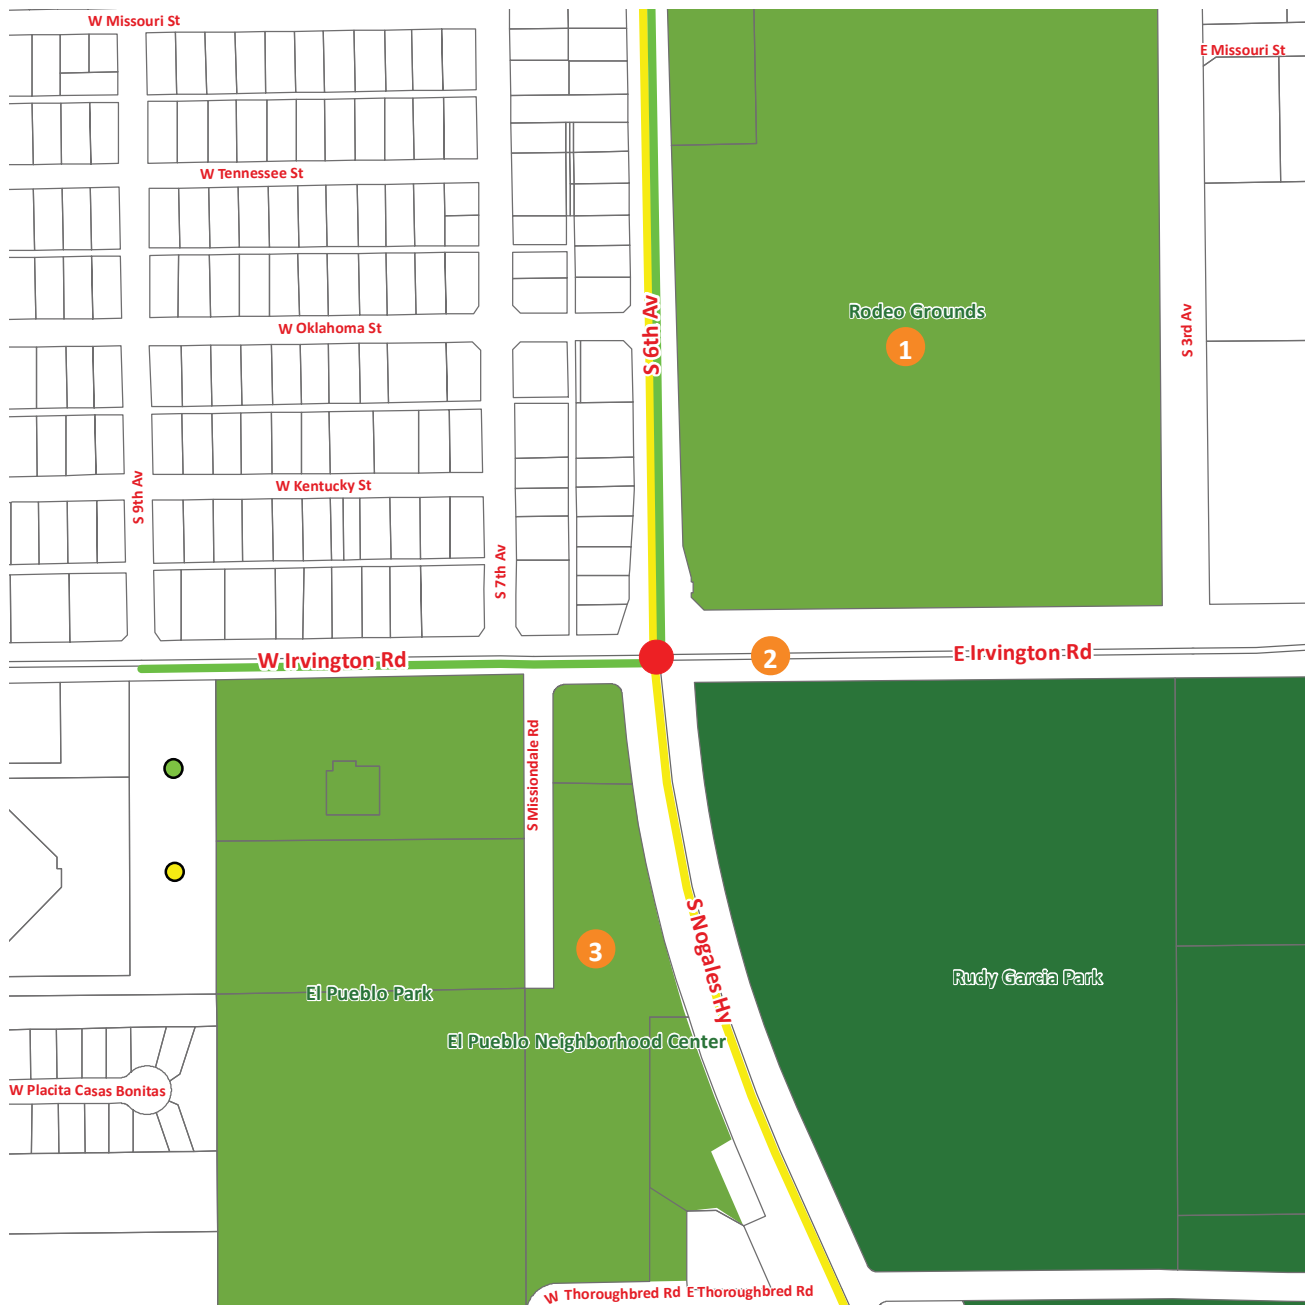 W Missouri St
E Missouri St
W Tennessee St
Rodeo Grounds
1
S 6th Av
S 3rd Av
W Oklahoma St
W Kentucky St
S 9th Av
S 7th Av
W Irvington Rd
2
E Irvington Rd
S Missiondale Rd
3
S Nogales Hy
Rudy Garcia Park
El Pueblo Park
El Pueblo Neighborhood Center
W Placita Casas Bonitas
W Thoroughbred Rd
E Thoroughbred Rd